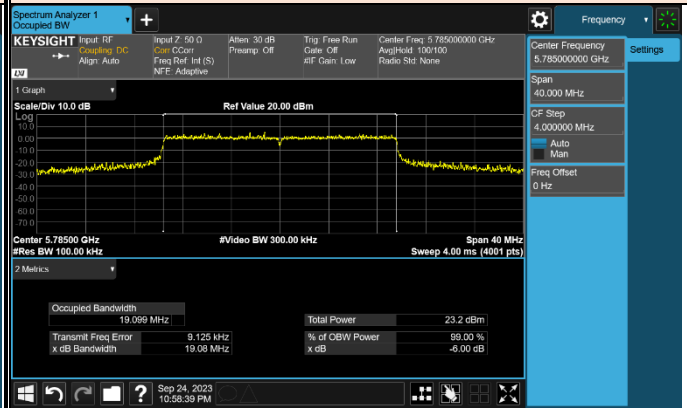 Spectrum Analyzer 1
Occupied BW
+
Frequency
KEYSIGHT
Input: RF
Coupling: DC
Align: Auto
Input Z: 50 Ω
Corr CCorr
Freq Ref: Int (S)
NFE: Adaptive
Atten: 30 dB
Preamp: Off
Trig: Free Run
Gate: Off
#IF Gain: Low
Center Freq: 5.785000000 GHz
Avg|Hold: 100/100
Radio Std: None
LXI
Center Frequency
5.785000000 GHz
Settings
Span
40.000 MHz
CF Step
4.000000 MHz
Auto
Man
Freq Offset
0 Hz
1 Graph
Scale/Div 10.0 dB
Ref Value 20.00 dBm
Log
10.0
0.00
-10.0
-20.0
-30.0
-40.0
-50.0
-60.0
-70.0
Center 5.78500 GHz
#Video BW 300.00 kHz
Span 40 MHz
#Res BW 100.00 kHz
Sweep 4.00 ms (4001 pts)
2 Metrics
Occupied Bandwidth
19.099 MHz
Total Power
23.2 dBm
Transmit Freq Error
9.125 kHz
% of OBW Power
99.00 %
x dB Bandwidth
19.08 MHz
x dB
-6.00 dB
?
Sep 24, 2023
10:58:39 PM